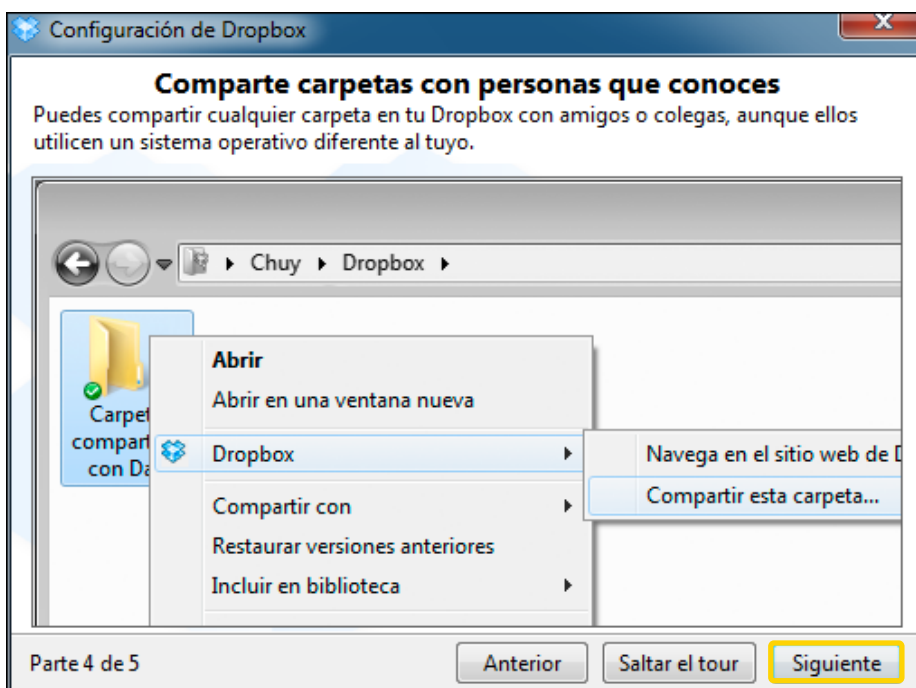 Configuración de Dropbox
Comparte carpetas con personas que conoces
Puedes compartir cualquier carpeta en tu Dropbox con amigos o colegas, aunque ellos
utilicen un sistema operativo diferente al tuyo.
Chuy Dropbox
Abrir
Abrir en una ventana nueva
Dropbox
Compartir con
Restaurar versiones anteriores
Incluir en biblioteca
Navega en el sitio web de
Compartir esta carpeta...
con
Parte 4 de 5
Anterior
Saltar el tour
Siguiente